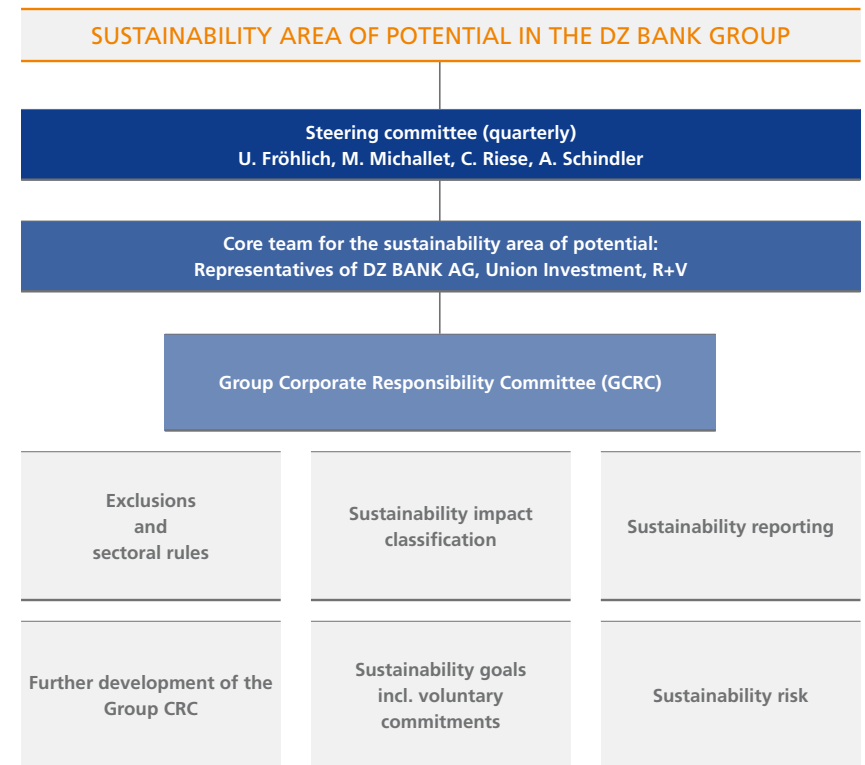 SUSTAINABILITY AREA OF POTENTIAL IN THE DZ BANK GROUP
Steering committee (quarterly)
U. Fröhlich, M. Michallet, C. Riese, A. Schindler
Core team for the sustainability area of potential:
Representatives of DZ BANK AG, Union Investment, R+V
Group Corporate Responsibility Committee (GCRC)
Exclusions
and
sectoral rules
Sustainability impact
classification
Sustainability reporting
Further development of the
Group CRC
Sustainability goals
incl. voluntary
commitments
Sustainability risk